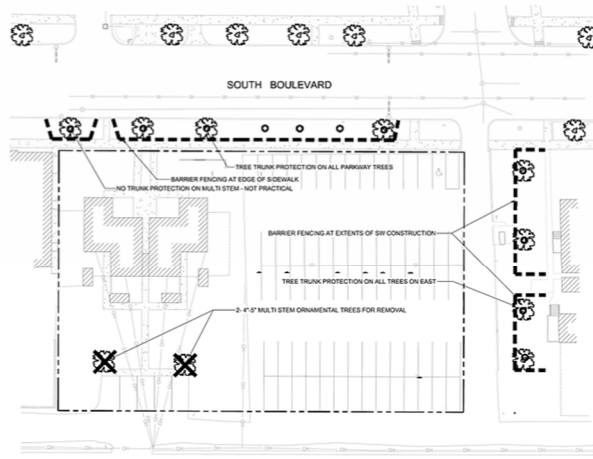 SOUTH BOULEVARD
TREE TRUNK PROTECTION ON ALL PARKWAY TREES
BARRIER FENCING AT EDGE OF SIDEWALK
NO TRUNK PROTECTION ON MULTI STEM - NOT PRACTICAL
BARRIER FENCING AT EXTENTS OF SW CONSTRUCTION
TREE TRUNK PROTECTION ON ALL TREES ON EAST
2- 4"-5" MULTI STEM ORNAMENTAL TREES FOR REMOVAL